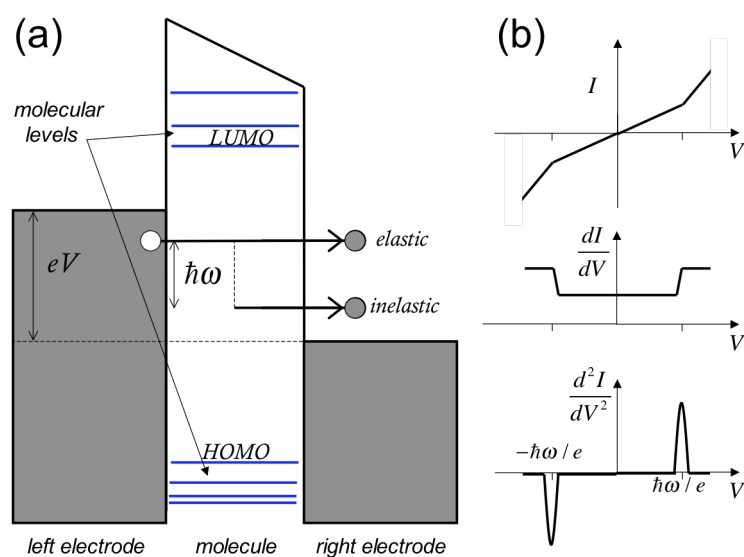 (a)
molecular
levels
LUMO
eV
ħω
elastic
inelastic
HOMO
left electrode
molecule
right electrode
(b)
I
V
dI
dV
V
d²I
dV²
−ħω / e
ħω / e
V